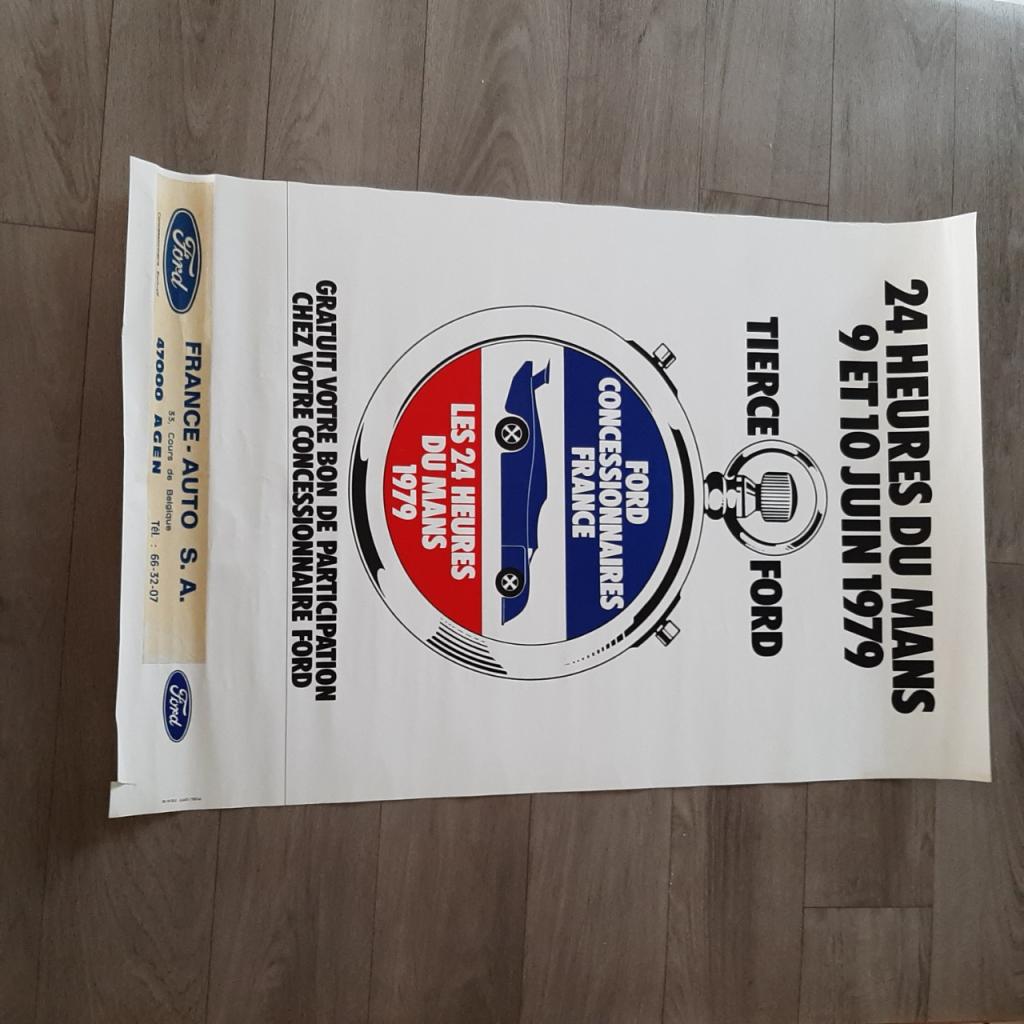 24 HEURES DU MANS
9 ET 10 JUIN 1979
TIERCE FORD
FORD
CONCESSIONNAIRES
FRANCE
LES 24 HEURES
DU MANS
1979
GRATUIT VOTRE BON DE PARTICIPATION
CHEZ VOTRE CONCESSIONNAIRE FORD
Ford
FRANCE-AUTO S. A.
33, Cours de Belgique
47000 AGEN Tél. : 66-32-07
Ford